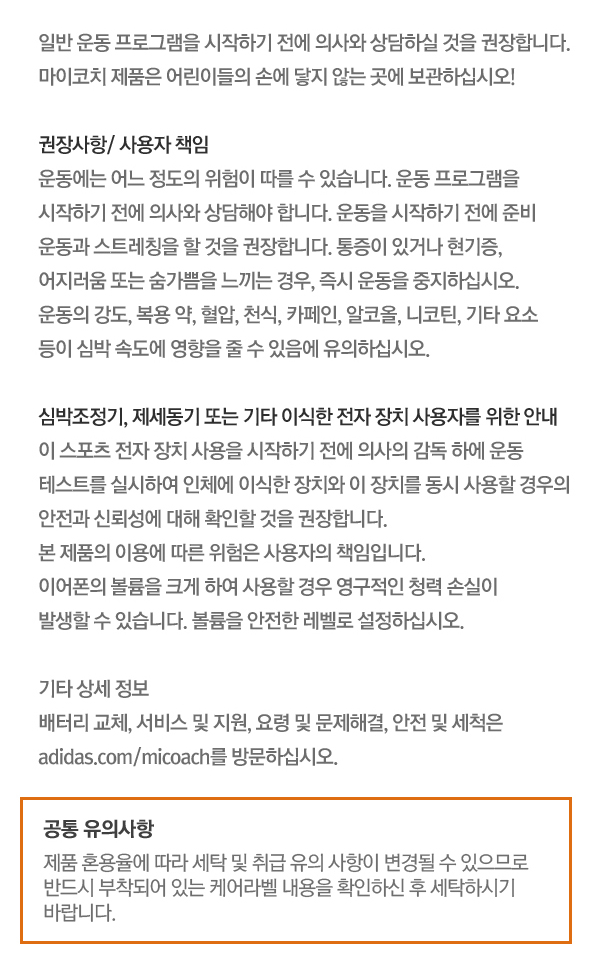 일반 운동 프로그램을 시작하기 전에 의사와 상담하실 것을 권장합니다.
마이코치 제품은 어린이들의 손에 닿지 않는 곳에 보관하십시오!
권장사항/ 사용자 책임
운동에는 어느 정도의 위험이 따를 수 있습니다. 운동 프로그램을
시작하기 전에 의사와 상담해야 합니다. 운동을 시작하기 전에 준비
운동과 스트레칭을 할 것을 권장합니다. 통증이 있거나 현기증,
어지러움 또는 숨가쁨을 느끼는 경우, 즉시 운동을 중지하십시오.
운동의 강도, 복용 약, 혈압, 천식, 카페인, 알코올, 니코틴, 기타 요소
등이 심박 속도에 영향을 줄 수 있음에 유의하십시오.
심박조정기, 제세동기 또는 기타 이식한 전자 장치 사용자를 위한 안내
이 스포츠 전자 장치 사용을 시작하기 전에 의사의 감독 하에 운동
테스트를 실시하여 인체에 이식한 장치와 이 장치를 동시 사용할 경우의
안전과 신뢰성에 대해 확인할 것을 권장합니다.
본 제품의 이용에 따른 위험은 사용자의 책임입니다.
이어폰의 볼륨을 크게 하여 사용할 경우 영구적인 청력 손실이
발생할 수 있습니다. 볼륨을 안전한 레벨로 설정하십시오.
기타 상세 정보
배터리 교체, 서비스 및 지원, 요령 및 문제해결, 안전 및 세척은
adidas.com/micoach를 방문하십시오.
공통 유의사항
제품 혼용율에 따라 세탁 및 취급 유의 사항이 변경될 수 있으므로
반드시 부착되어 있는 케어라벨 내용을 확인하신 후 세탁하시기
바랍니다.